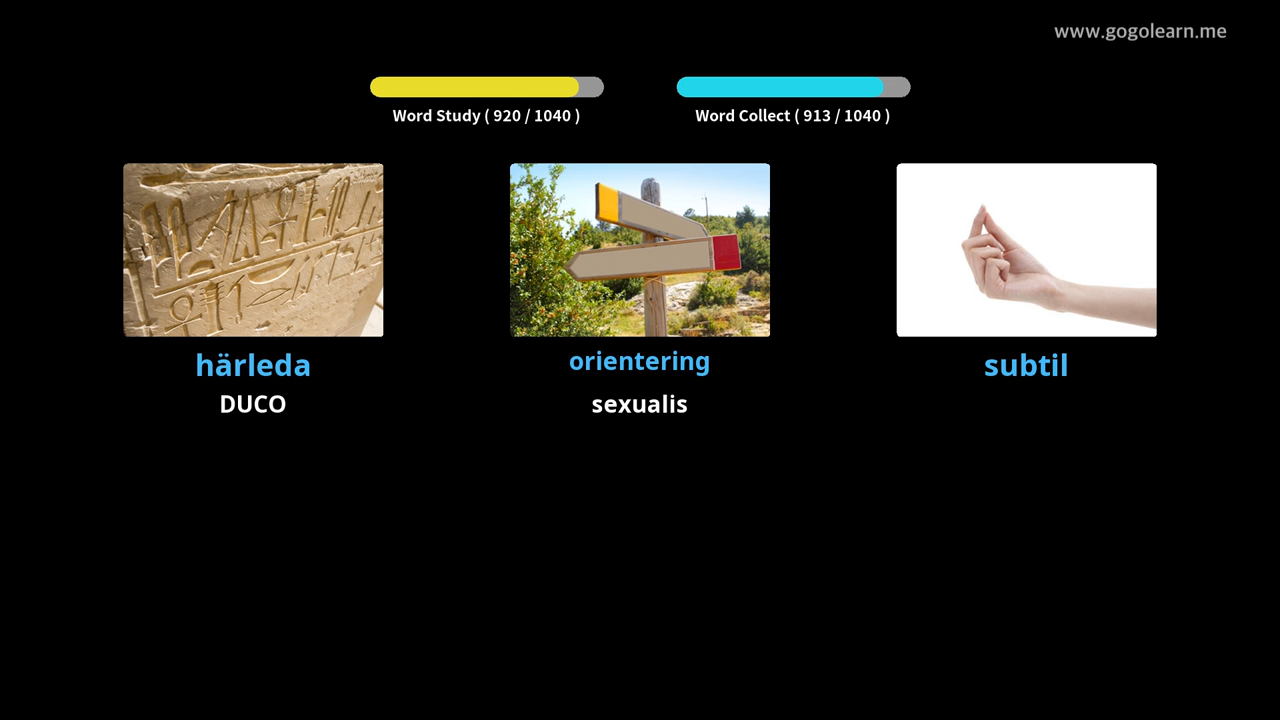 www.gogolearn.me
Word Study ( 920 / 1040 )
Word Collect ( 913 / 1040 )
härleda
DUCO
orientering
sexualis
subtil